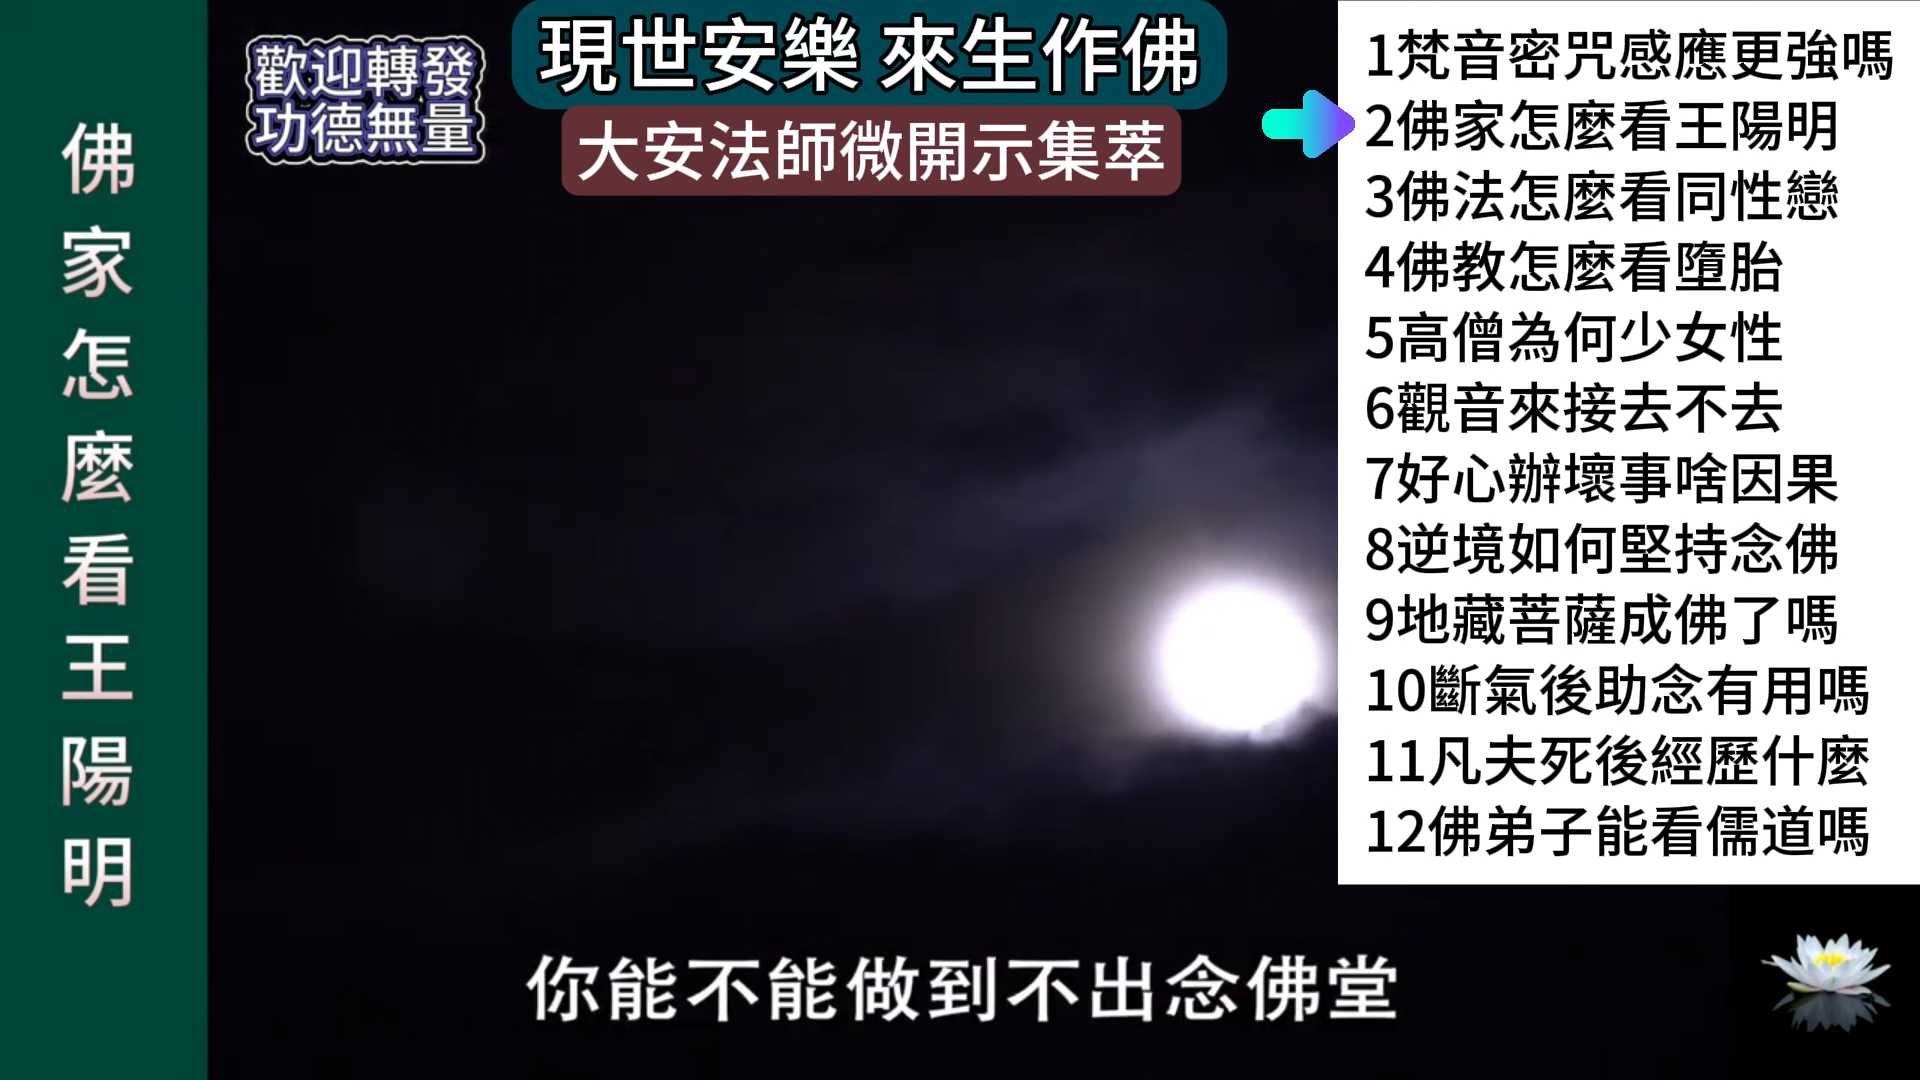 佛家怎麼看王陽明
歡迎轉發
功德無量
現世安樂 來生作佛
大安法師微開示集萃
1梵音密咒感應更強嗎
2佛家怎麼看王陽明
3佛法怎麼看同性戀
4佛教怎麼看墮胎
5高僧為何少女性
6觀音來接去不去
7好心辦壞事啥因果
8逆境如何堅持念佛
9地藏菩薩成佛了嗎
10斷氣後助念有用嗎
11凡夫死後經歷什麼
12佛弟子能看儒道嗎
你能不能做到不出念佛堂